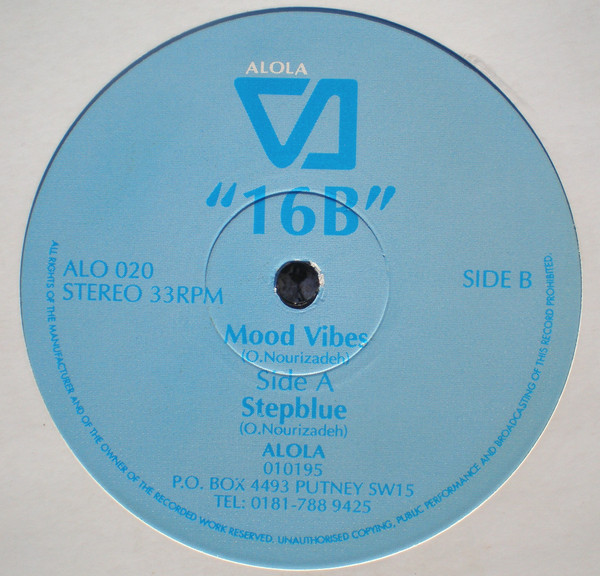 ALOLA
"16B"
ALO 020
STEREO 33RPM
SIDE B
Mood Vibes
(O.Nourizadeh)
Side A
Stepblue
(O.Nourizadeh)
ALOLA
010195
P.O. BOX 4493 PUTNEY SW15
TEL: 0181-788 9425
ALL RIGHTS OF THE MANUFACTURER AND OF THE OWNER OF THE RECORDED WORK RESERVED. UNAUTHORISED COPYING, PUBLIC PERFORMANCE AND BROADCASTING OF THIS RECORD PROHIBITED.